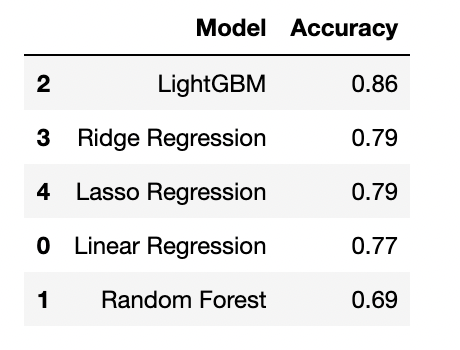 Model Accuracy
2 LightGBM 0.86
3 Ridge Regression 0.79
4 Lasso Regression 0.79
0 Linear Regression 0.77
1 Random Forest 0.69